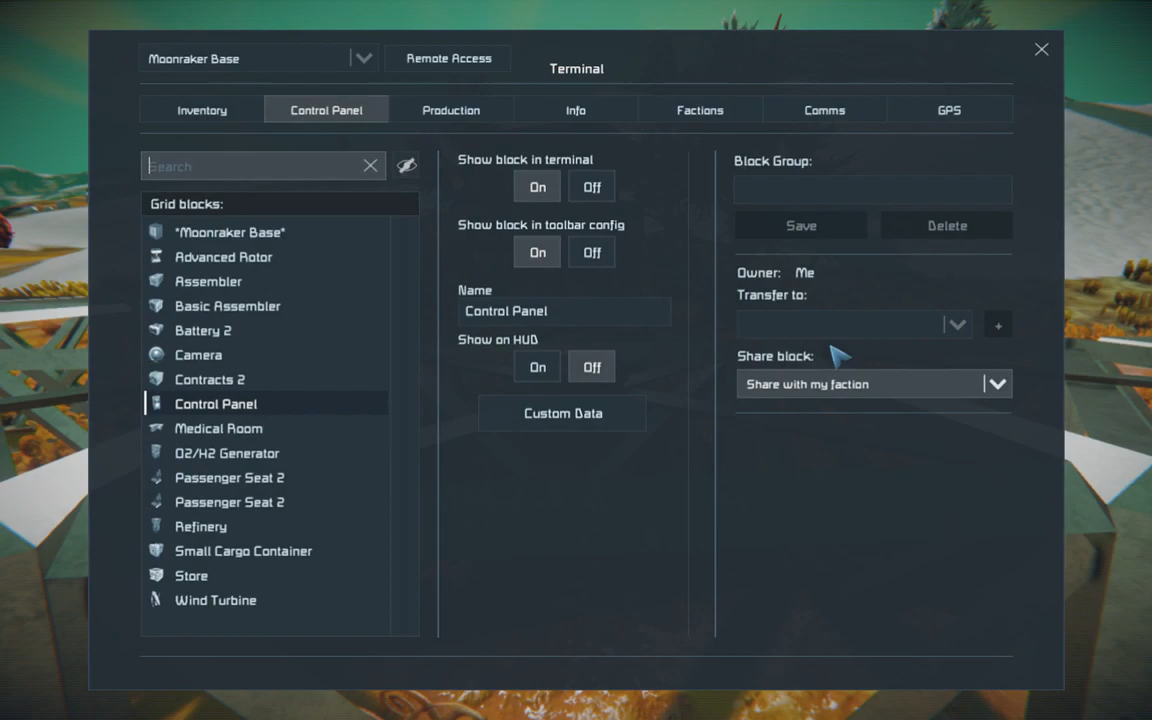 Moonraker Base
Remote Access
Terminal
Inventory
Control Panel
Production
Info
Factions
Comms
GPS
Search
Grid blocks:
*Moonraker Base*
Advanced Rotor
Assembler
Basic Assembler
Battery 2
Camera
Contracts 2
Control Panel
Medical Room
O2/H2 Generator
Passenger Seat 2
Passenger Seat 2
Refinery
Small Cargo Container
Store
Wind Turbine
Show block in terminal
On Off
Show block in toolbar config
On Off
Name
Control Panel
Show on HUD
On Off
Custom Data
Block Group:
Save Delete
Owner: Me
Transfer to:
+
Share block:
Share with my faction